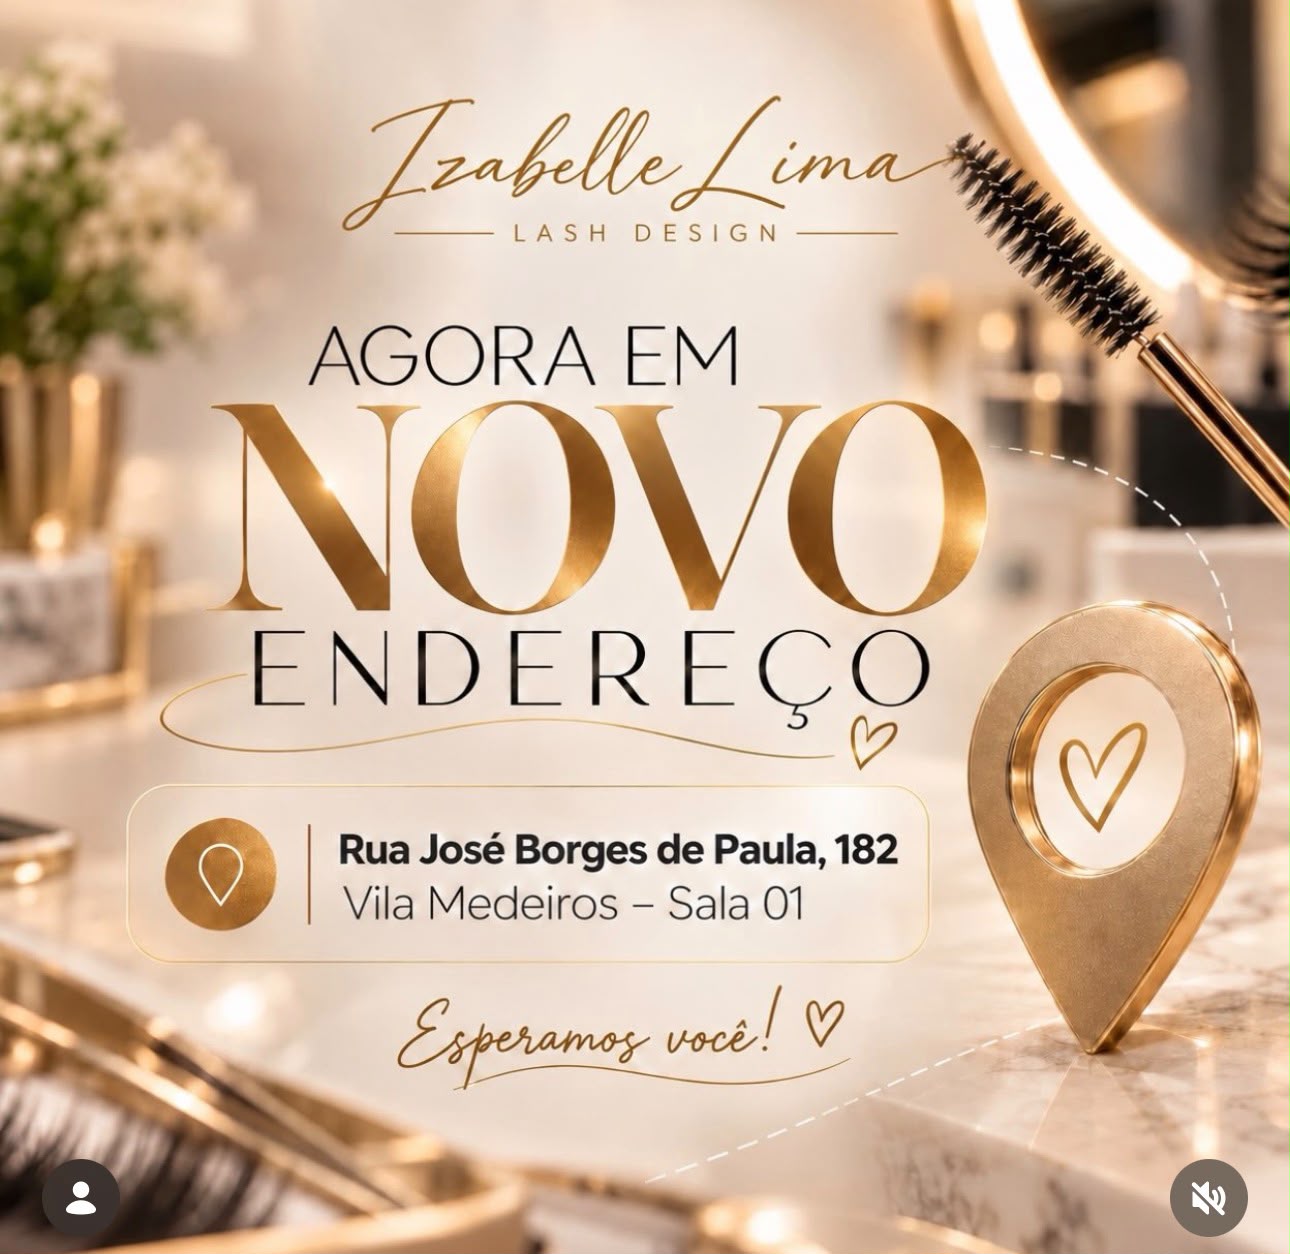 Izabelle Lima
LASH DESIGN
AGORA EM
NOVO
ENDEREÇO
Rua José Borges de Paula, 182
Vila Medeiros – Sala 01
Esperamos você!